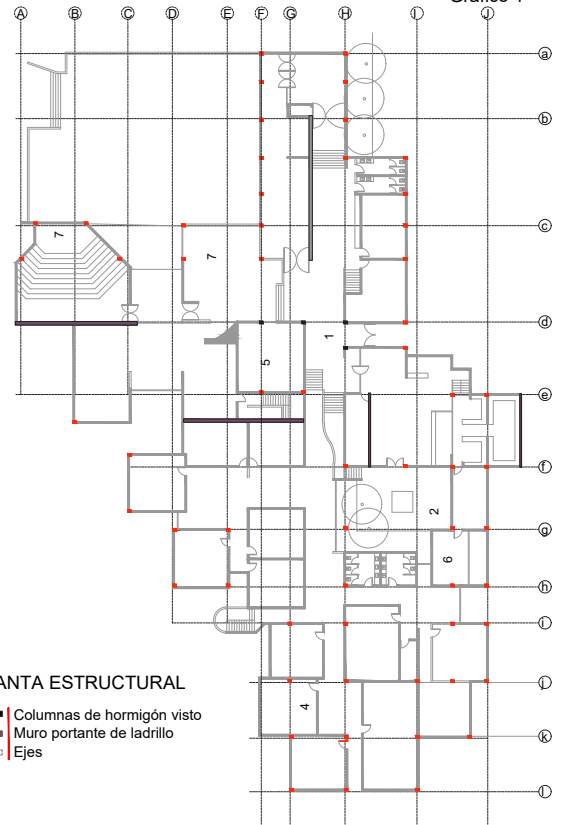 Gráfico 1
A B C D E F G H I J
a
b
c
7
7
d
1
5
e
f
2
g
6
h
i
ANTA ESTRUCTURAL
j
4
Columnas de hormigón visto
Muro portante de ladrillo
k
Ejes
l